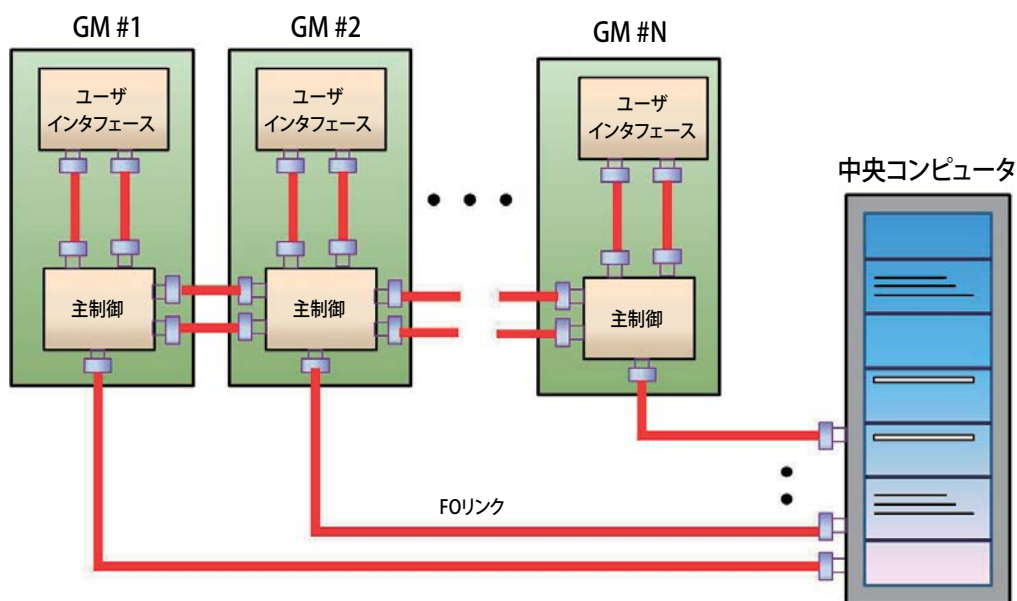 GM #1
GM #2
GM #N
ユーザ
インタフェース
ユーザ
インタフェース
ユーザ
インタフェース
中央コンピュータ
主制御
主制御
主制御
FOリンク